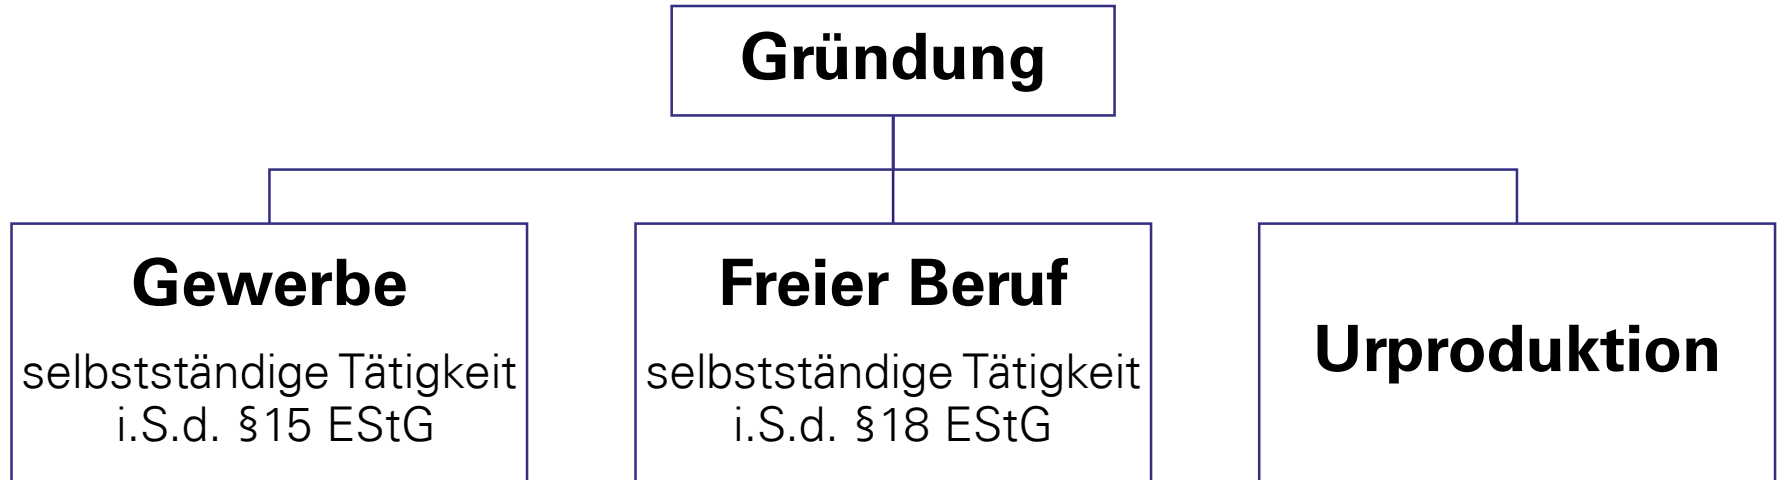 Gründung
Gewerbe
selbstständige Tätigkeit
i.S.d. §15 EStG
Freier Beruf
selbstständige Tätigkeit
i.S.d. §18 EStG
Urproduktion